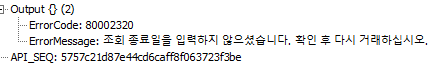 Output {} (2)
ErrorCode: 80002320
ErrorMessage: 조회 종료일을 입력하지 않으셨습니다. 확인 후 다시 거래하십시오.
API_SEQ: 5757c21d87e44cd6caff8f063723f3be